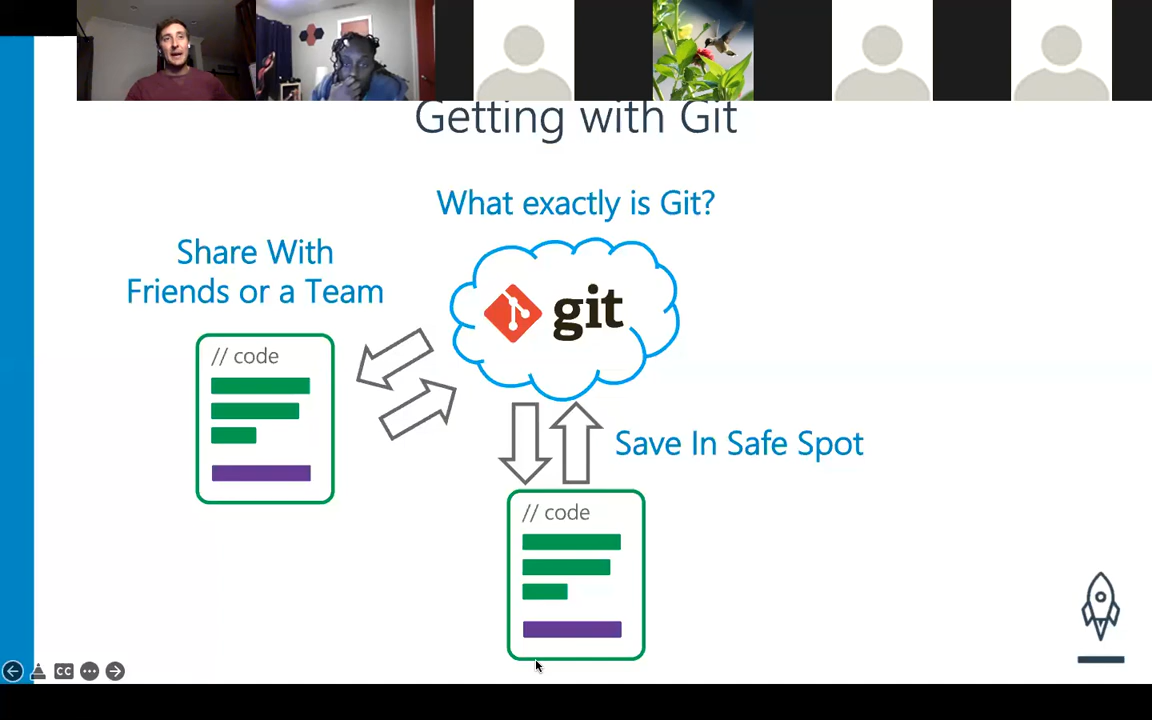 Getting with Git
What exactly is Git?
Share With
Friends or a Team
git
// code
Save In Safe Spot
// code
CC